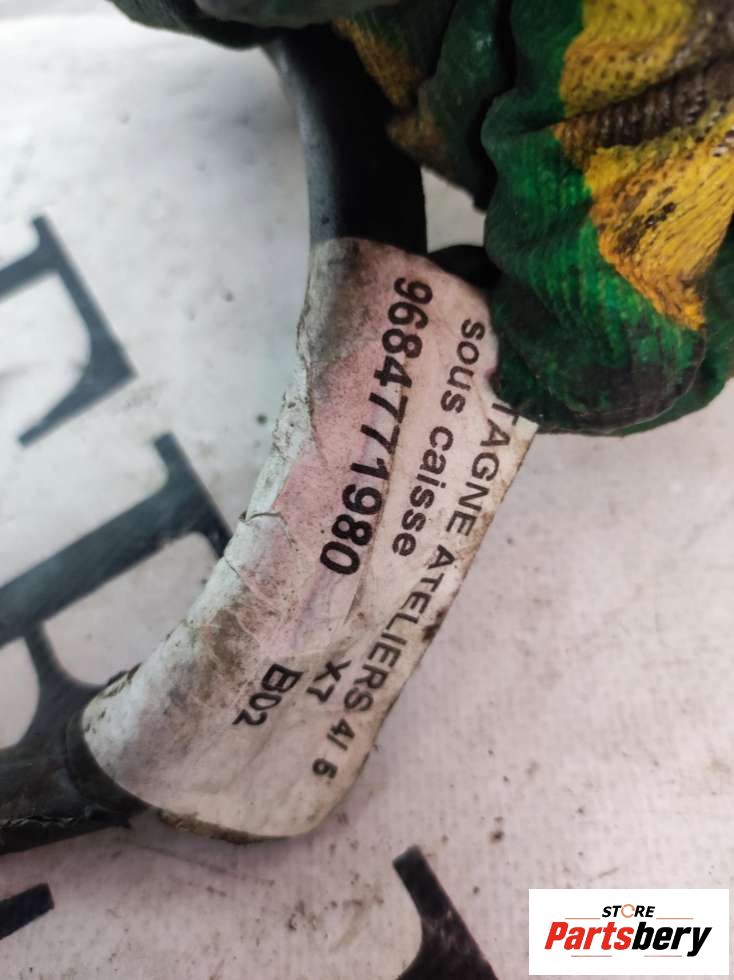 TAGNE ATELIERS 4/ 5
sous caisse
9684771980
X7
B02
STORE
Partsbery